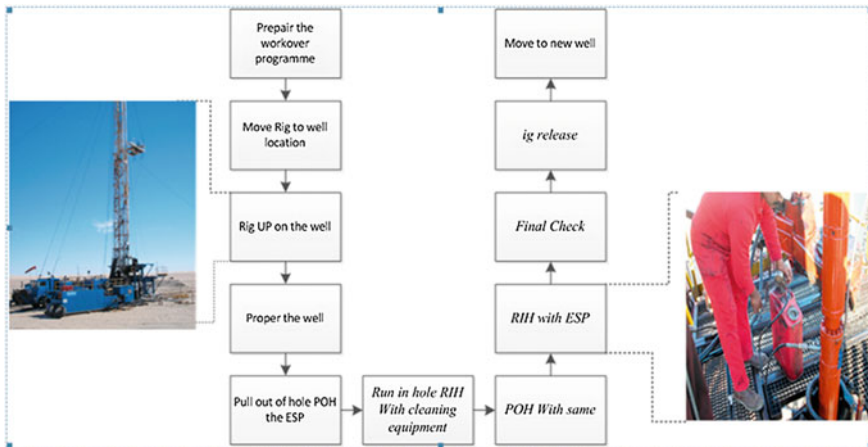 Prepair the
workover
programme
Move Rig to well
location
Rig UP on the well
Proper the well
Pull out of hole POH
the ESP
Run in hole RIH
With cleaning
equipment
POH With same
RIH with ESP
Final Check
ig release
Move to new well